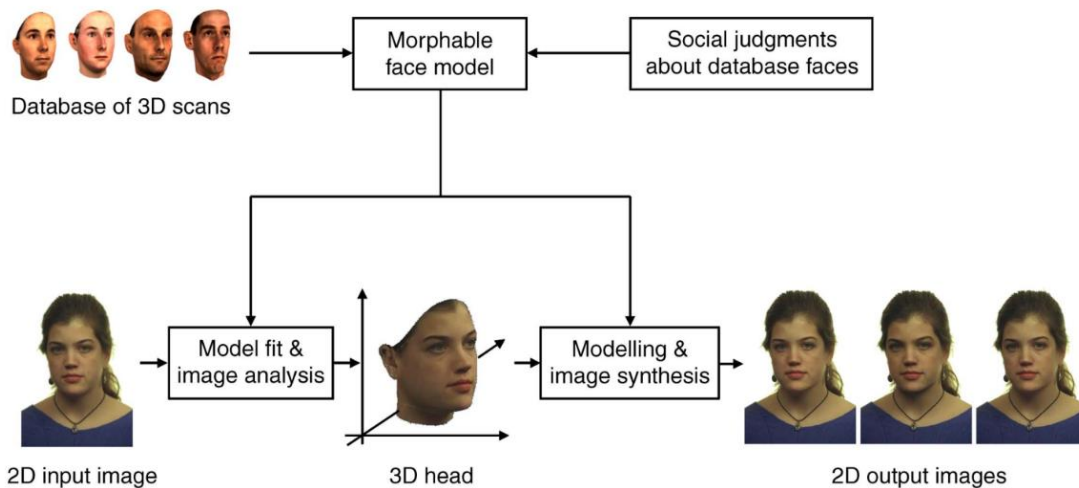 Morphable
face model
Social judgments
about database faces
Database of 3D scans
Model fit &
image analysis
Modelling &
image synthesis
2D input image
3D head
2D output images